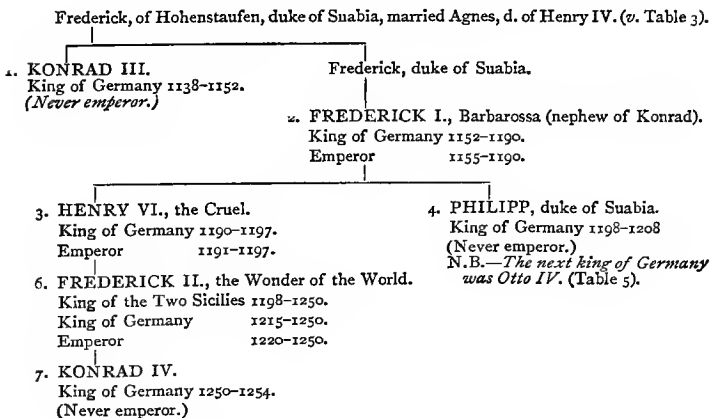 Frederick, of Hohenstaufen, duke of Suabia, married Agnes, d. of Henry IV. (v. Table 3).
1. KONRAD III.
King of Germany 1138–1152.
(Never emperor.)
Frederick, duke of Suabia.
2. FREDERICK I., Barbarossa (nephew of Konrad).
King of Germany 1152–1190.
Emperor 1155–1190.
3. HENRY VI., the Cruel.
King of Germany 1190–1197.
Emperor 1191–1197.
4. PHILIPP, duke of Suabia.
King of Germany 1198–1208
(Never emperor.)
N.B.—The next king of Germany
was Otto IV. (Table 5).
6. FREDERICK II., the Wonder of the World.
King of the Two Sicilies 1198–1250.
King of Germany 1215–1250.
Emperor 1220–1250.
7. KONRAD IV.
King of Germany 1250–1254.
(Never emperor.)